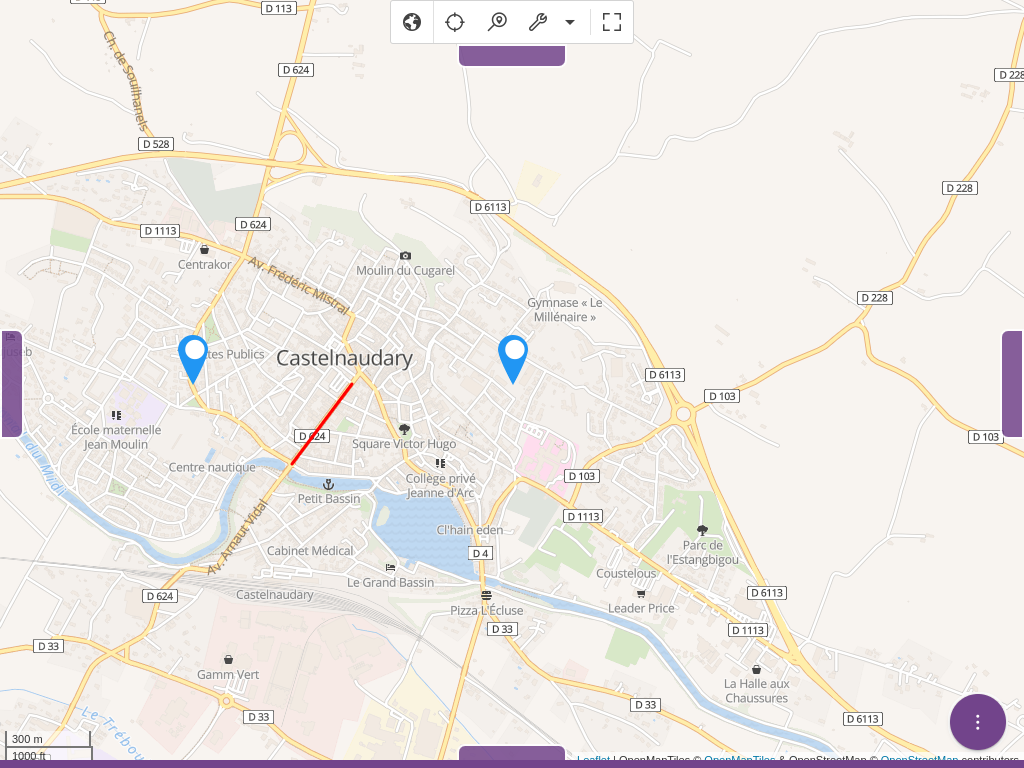 D 113
D 624
D 228
Ch. de Souilhanels
D 528
D 228
D 6113
D 624
D 1113
Centrakor
Av. Frédéric Mistral
Moulin du Cugarel
D 228
Gymnase « Le
Millénaire »
tes Publics
Castelnaudary
D 6113
D 103
École maternelle
Jean Moulin
D 624
Square Victor Hugo
D 103
Centre nautique
Petit Bassin
Collège privé
Jeanne d'Arc
D 103
du Midi
D 1113
Av. Arnaut Vidal
Cl'hain eden
Parc de
l'Estangbigou
D 4
Cabinet Médical
Le Grand Bassin
Coustelous
D 624
Castelnaudary
Pizza L'Écluse
Leader Price
D 6113
D 33
D 1113
D 33
Gamm Vert
La Halle aux
Chaussures
D 33
D 33
D 6113
Le Trébou
300 m
1000 ft
Leaflet | OpenMapTiles © OpenMapTiles & OpenStreetMap © OpenStreetMap contributors